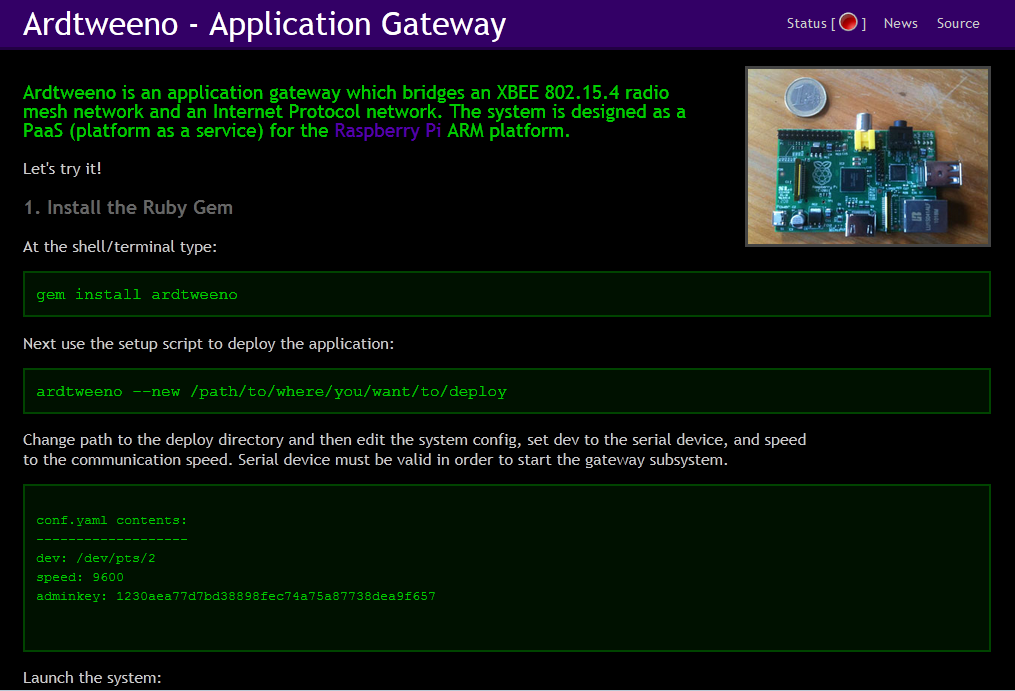 Ardtweeno - Application Gateway
Status [ ] News Source
Ardtweeno is an application gateway which bridges an XBEE 802.15.4 radio
mesh network and an Internet Protocol network. The system is designed as a
PaaS (platform as a service) for the Raspberry Pi ARM platform.
Let's try it!
1. Install the Ruby Gem
At the shell/terminal type:
gem install ardtweeno
Next use the setup script to deploy the application:
ardtweeno --new /path/to/where/you/want/to/deploy
Change path to the deploy directory and then edit the system config, set dev to the serial device, and speed
to the communication speed. Serial device must be valid in order to start the gateway subsystem.
conf.yaml contents:
-------------------
dev: /dev/pts/2
speed: 9600
adminkey: 1230aea77d7bd38898fec74a75a87738dea9f657
Launch the system: